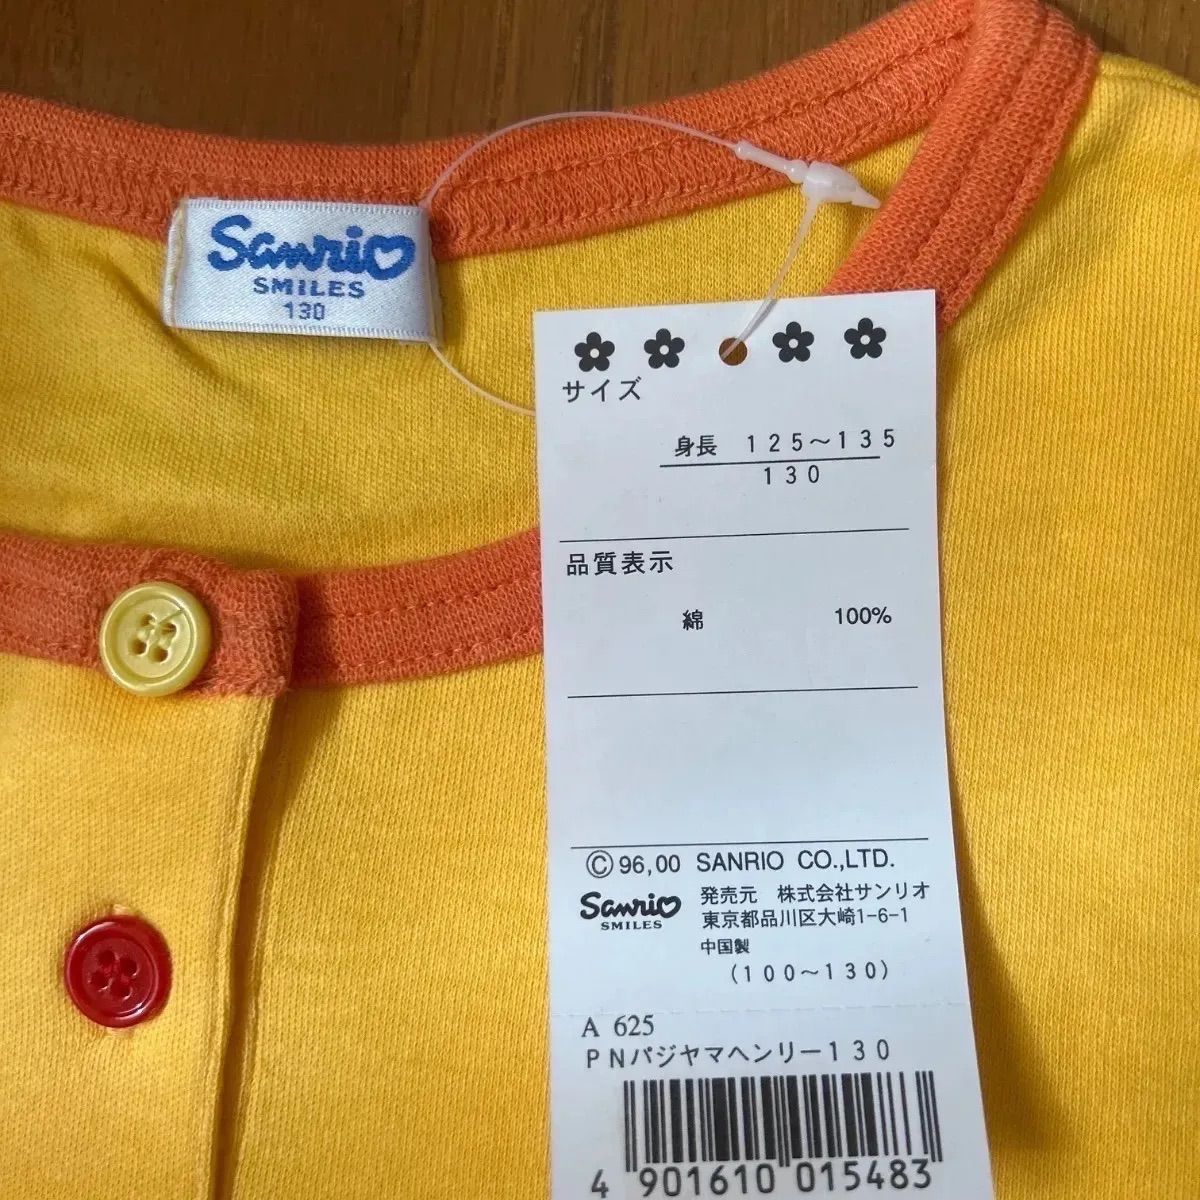 Sanrio
SMILES
130
サイズ
身長 125～135
130
品質表示
綿 100%
©96,00 SANRIO CO.,LTD.
Sanrio
SMILES
発売元 株式会社サンリオ
東京都品川区大崎1-6-1
中国製
(100～130)
A 625
PNパジヤマヘンリー130
4 901610 015483